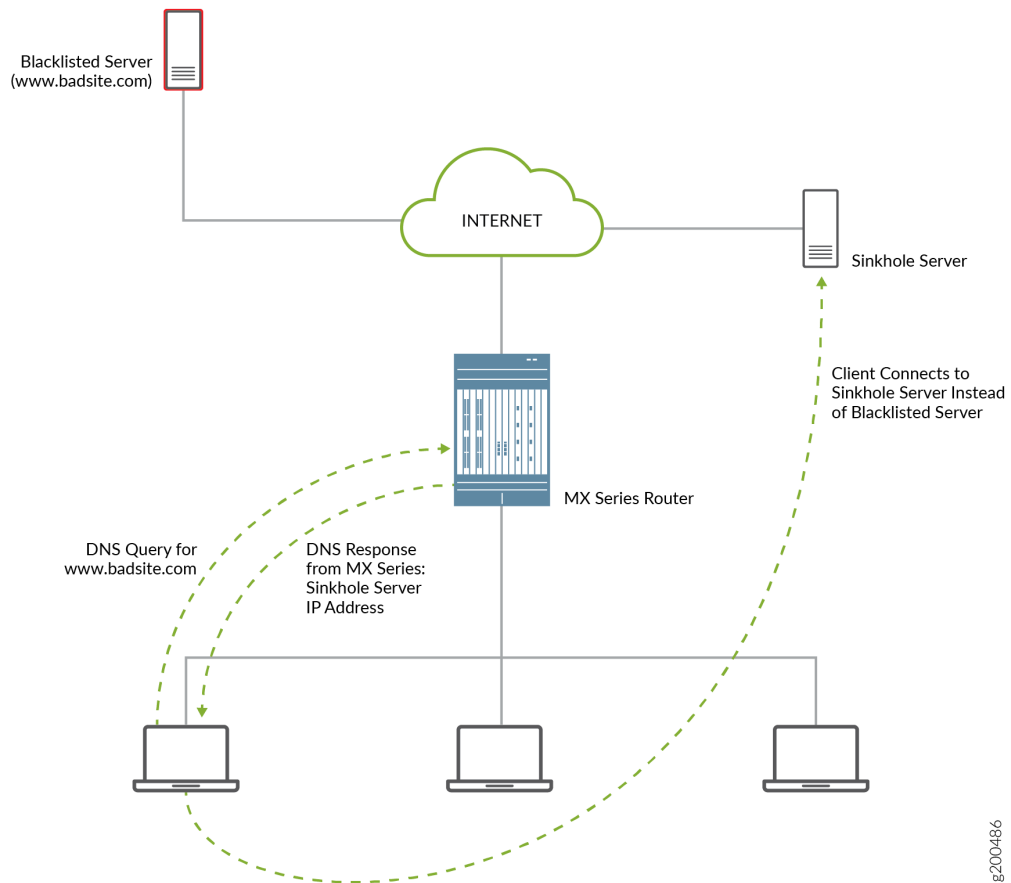 Blacklisted Server
(www.badsite.com)
INTERNET
Sinkhole Server
Client Connects to
Sinkhole Server Instead
of Blacklisted Server
MX Series Router
DNS Query for
www.badsite.com
DNS Response
from MX Series:
Sinkhole Server
IP Address
g200486